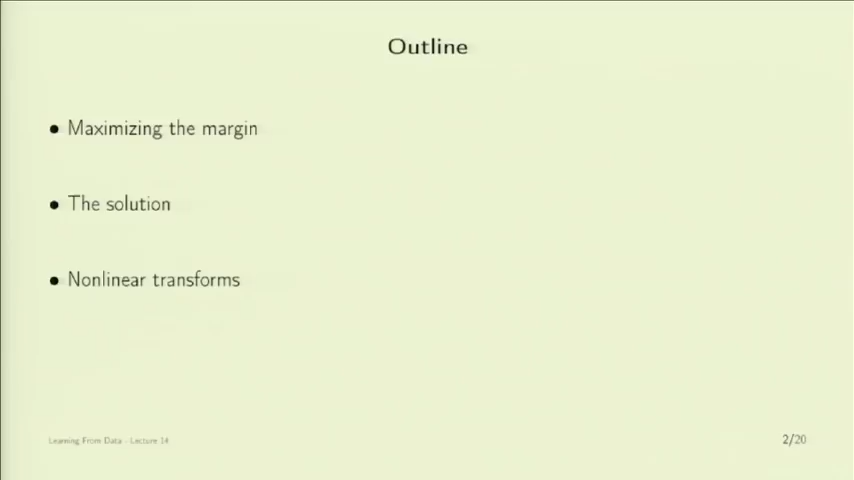 Outline
• Maximizing the margin
• The solution
• Nonlinear transforms
Learning From Data - Lecture 14
2/20